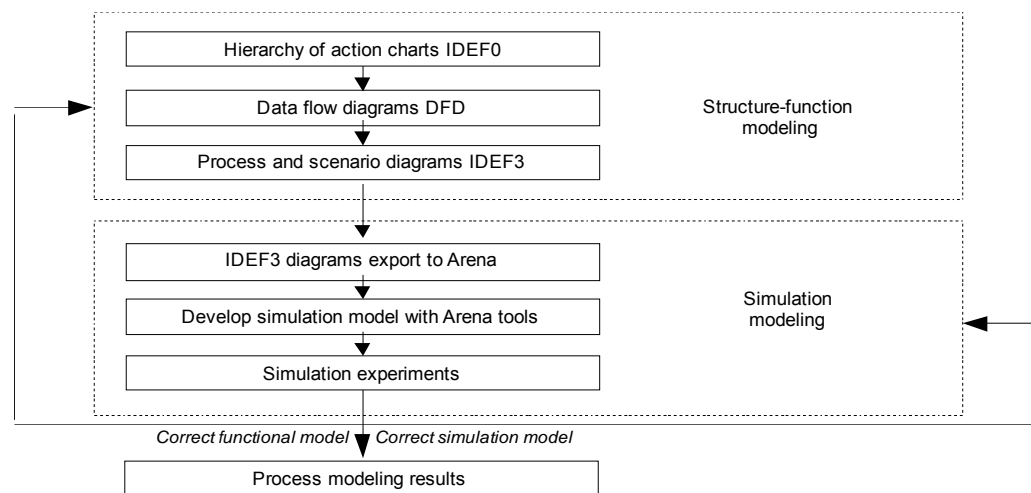 Hierarchy of action charts IDEF0
Data flow diagrams DFD
Process and scenario diagrams IDEF3
Structure-function
modeling
IDEF3 diagrams export to Arena
Develop simulation model with Arena tools
Simulation experiments
Simulation
modeling
Correct functional model
Correct simulation model
Process modeling results